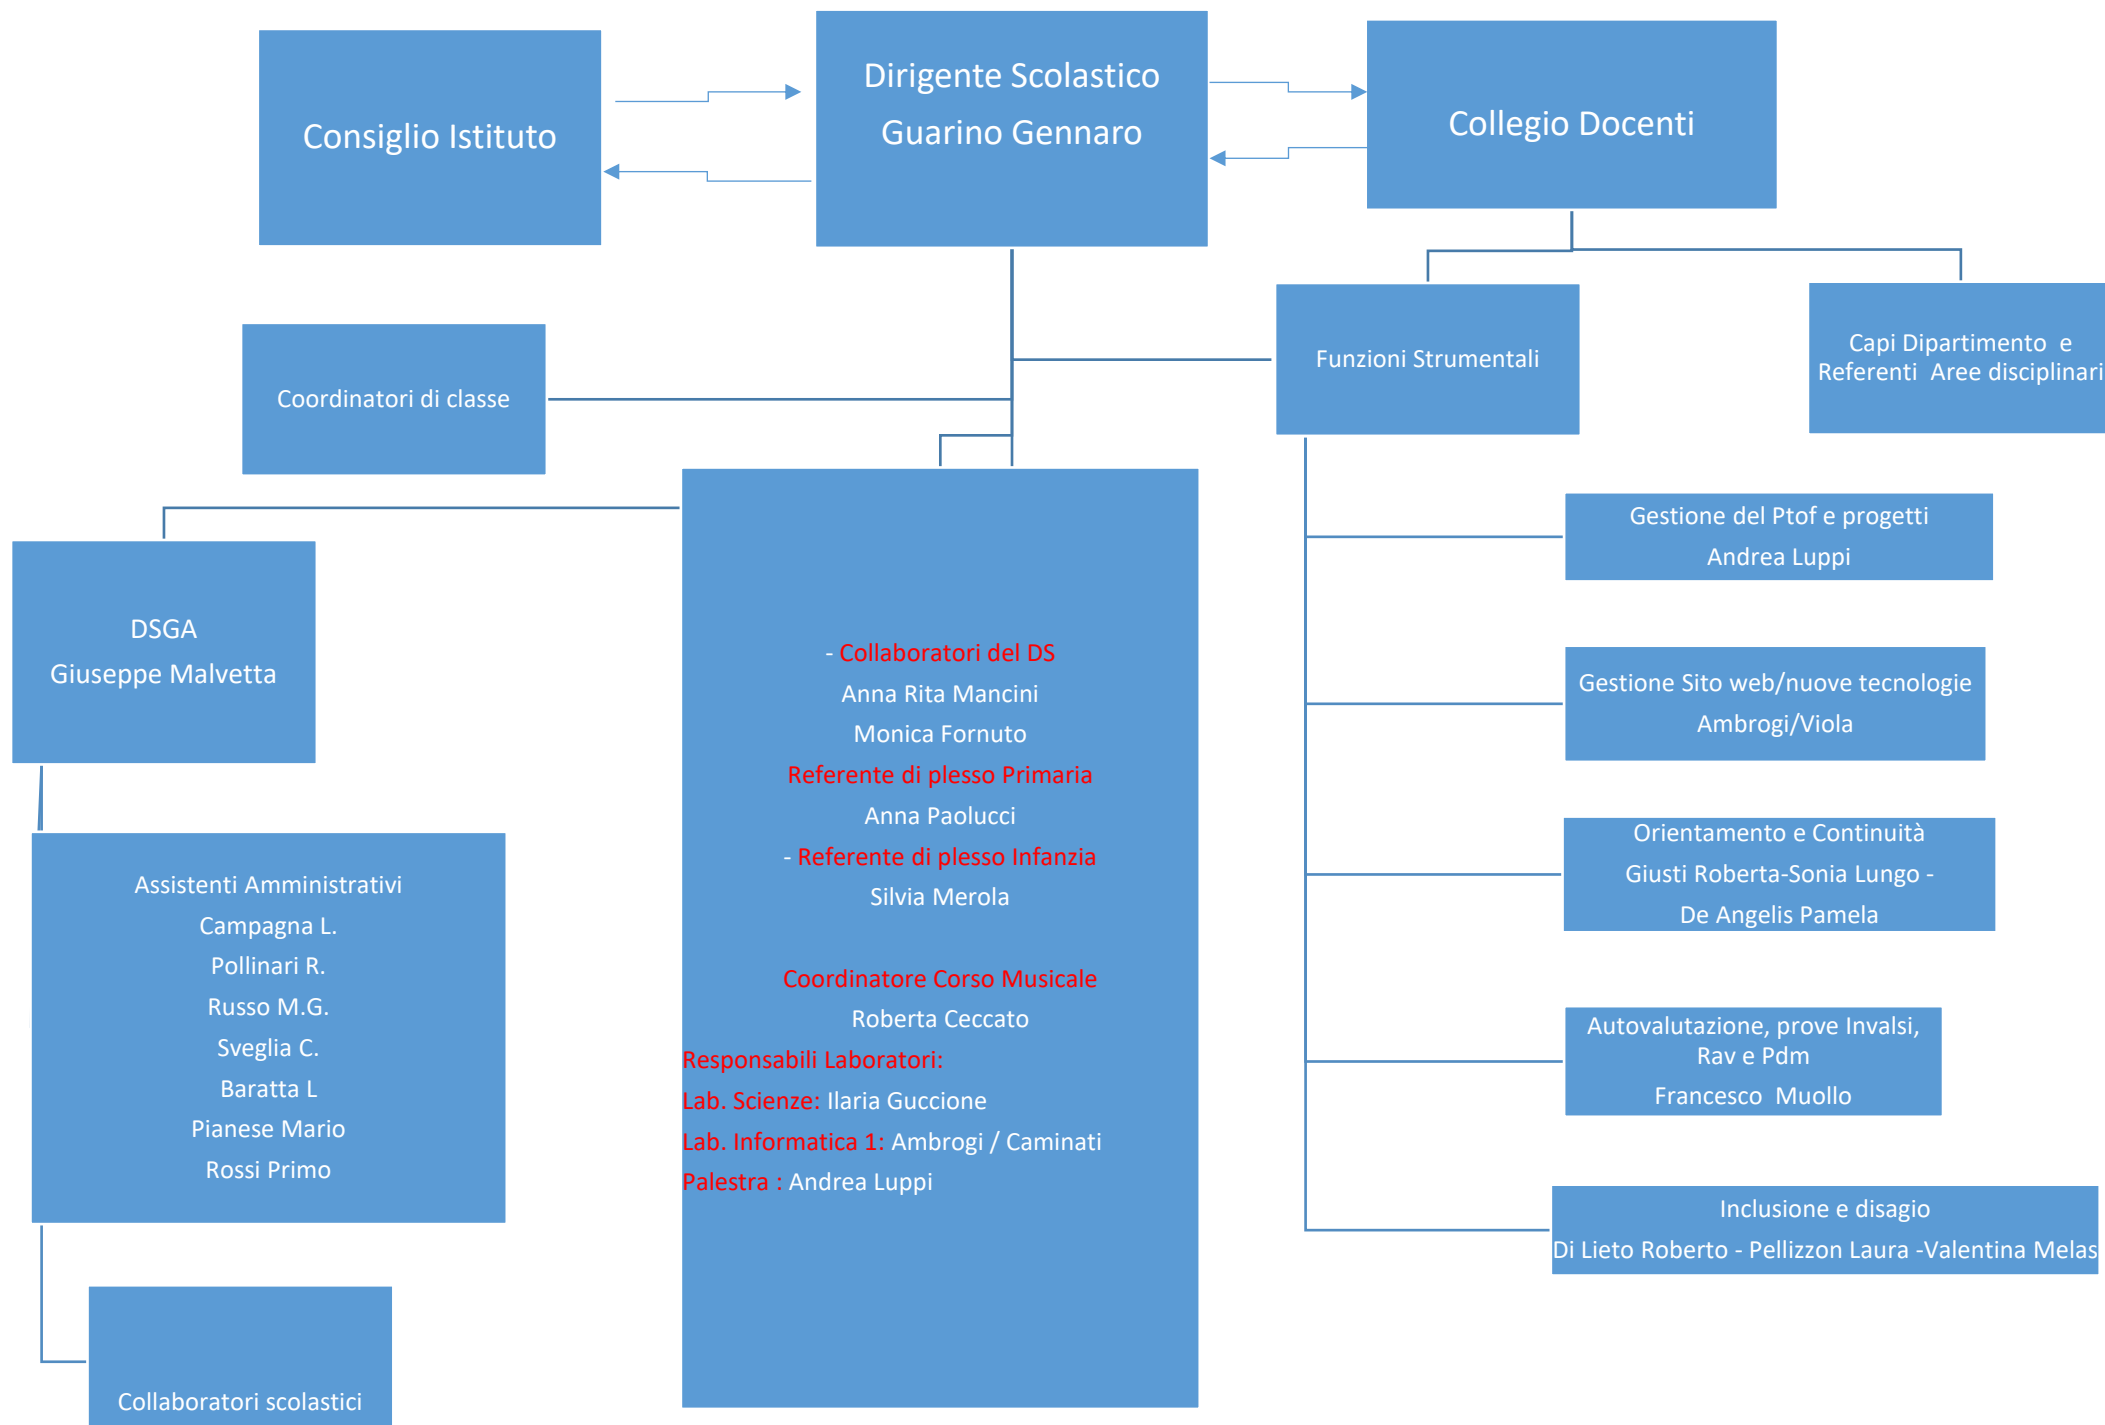 Consiglio Istituto
Dirigente Scolastico
Guarino Gennaro
Collegio Docenti
Coordinatori di classe
Funzioni Strumentali
Capi Dipartimento e
Referenti Aree disciplinari
DSGA
Giuseppe Malvetta
Assistenti Amministrativi
Campagna L.
Pollinari R.
Russo M.G.
Sveglia C.
Baratta L
Pianese Mario
Rossi Primo
Collaboratori scolastici
- Collaboratori del DS
Anna Rita Mancini
Monica Fornuto
Referente di plesso Primaria
Anna Paolucci
- Referente di plesso Infanzia
Silvia Merola
Coordinatore Corso Musicale
Roberta Ceccato
Responsabili Laboratori:
Lab. Scienze: Ilaria Guccione
Lab. Informatica 1: Ambrogi / Caminati
Palestra : Andrea Luppi
Gestione del Ptof e progetti
Andrea Luppi
Gestione Sito web/nuove tecnologie
Ambrogi/Viola
Orientamento e Continuità
Giusti Roberta-Sonia Lungo -
De Angelis Pamela
Autovalutazione, prove Invalsi,
Rav e Pdm
Francesco Muollo
Inclusione e disagio
Di Lieto Roberto - Pellizzon Laura -Valentina Melas